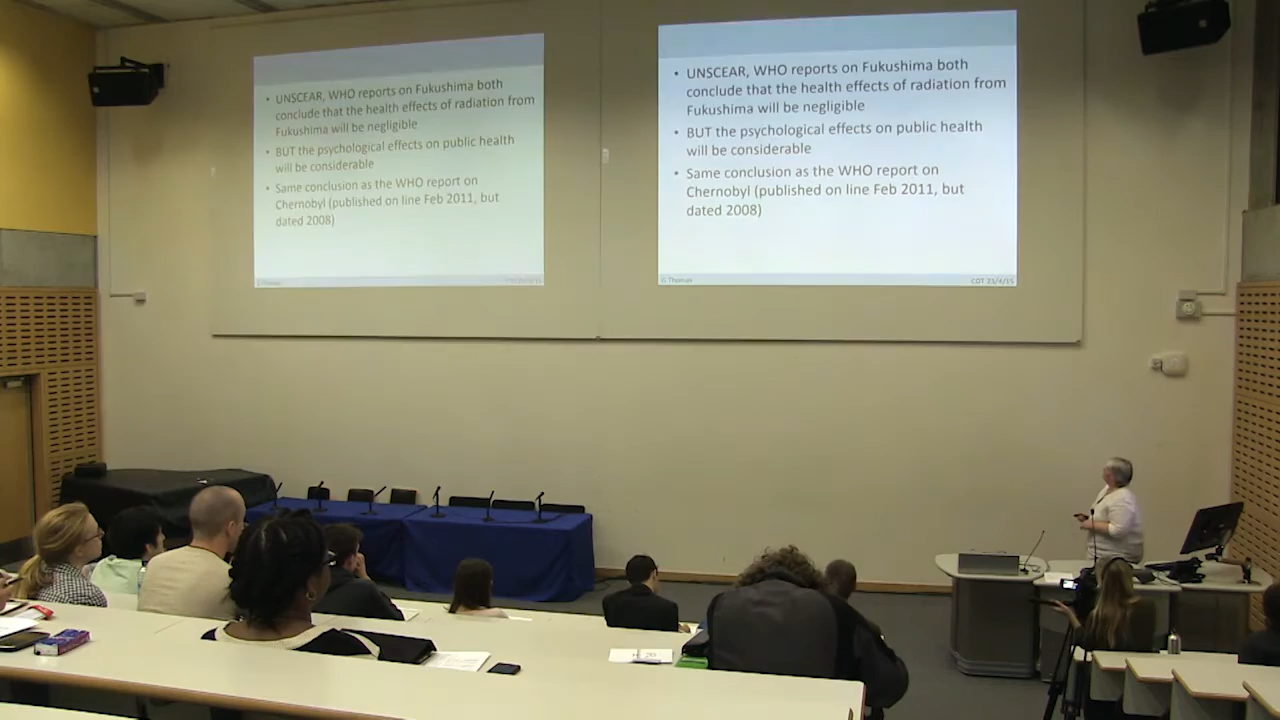 • UNSCEAR, WHO reports on Fukushima both
conclude that the health effects of radiation from
Fukushima will be negligible
• BUT the psychological effects on public health
will be considerable
• Same conclusion as the WHO report on
Chernobyl (published on line Feb 2011, but
dated 2008)
• UNSCEAR, WHO reports on Fukushima both
conclude that the health effects of radiation from
Fukushima will be negligible
• BUT the psychological effects on public health
will be considerable
• Same conclusion as the WHO report on
Chernobyl (published on line Feb 2011, but
dated 2008)
G Thomas
CGT 23/4/15